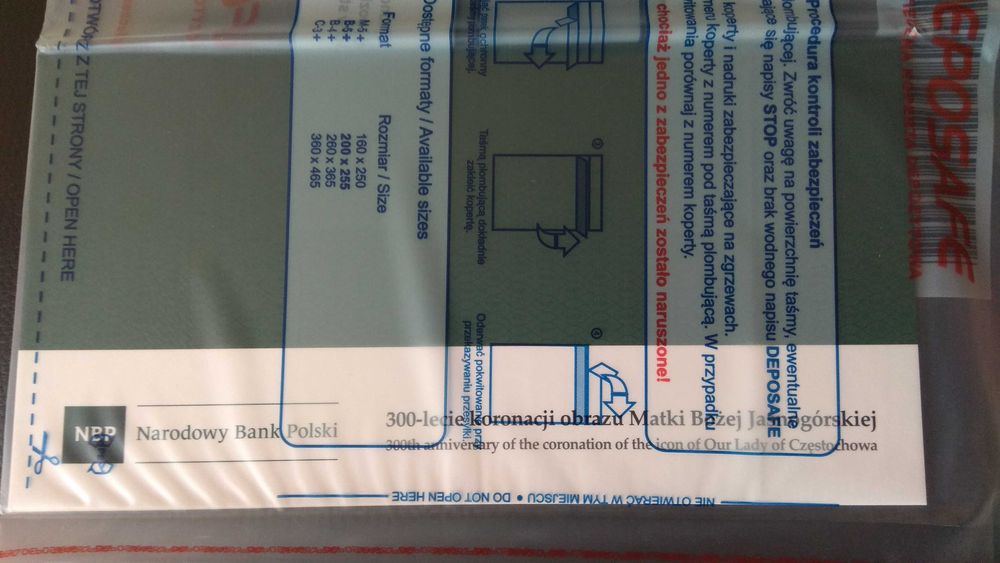 DEPOSAFE
Procedura kontroli zabezpieczeń
Zwróć uwagę na powierzchnię taśmy, ewentualne
się napisy STOP oraz brak wodnego napisu DEPOSAFE
koperty i nadruki zabezpieczające na zgrzewach.
koperty z numerem pod taśmą plombującą. W przypadku
porównaj z numerem koperty.
chociaż jedno z zabezpieczeń zostało naruszone!
Taśmą plombującą dokładnie
zakleić kopertę.
Oderwać pokwitowanie przy
przekazywaniu przesyłki
Dostępne formaty / Available sizes
Format
Rozmiar / Size
160 x 250
B-5+ 200 x 255
B-4+ 260 x 365
C-3+ 360 x 465
Z TEJ STRONY / OPEN HERE
NBP
Narodowy Bank Polski
300-lecie koronacji obrazu Matki Bożej Jasnogórskiej
300th anniversary of the coronation of the icon of Our Lady of Częstochowa
NIE OTWIERAĆ W TYM MIEJSCU • DO NOT OPEN HERE